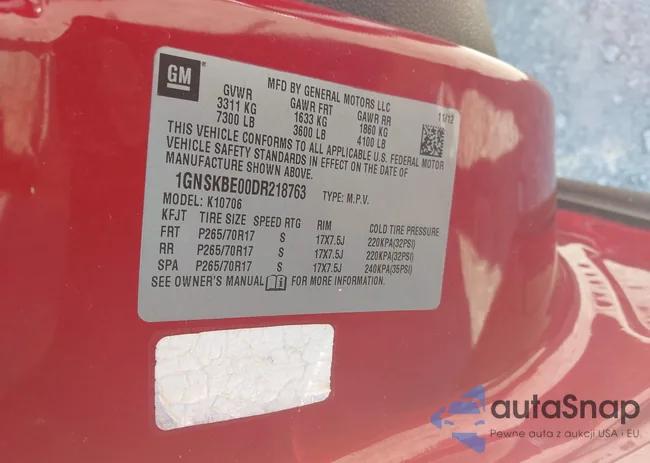 GM
MFD BY GENERAL MOTORS LLC
GVWR GAWR FRT GAWR RR 11/12
3311 KG 1633 KG 1860 KG
7300 LB 3600 LB 4100 LB
THIS VEHICLE CONFORMS TO ALL APPLICABLE U.S. FEDERAL MOTOR
VEHICLE SAFETY STANDARDS IN EFFECT ON THE DATE OF
MANUFACTURE SHOWN ABOVE.
1GNSKBE00DR218763 TYPE: M.P.V.
MODEL: K10706
KFJT TIRE SIZE SPEED RTG RIM COLD TIRE PRESSURE
FRT P265/70R17 S 17X7.5J 220KPA(32PSI)
RR P265/70R17 S 17X7.5J 220KPA(32PSI)
SPA P265/70R17 S 17X7.5J 240KPA(35PSI)
SEE OWNER'S MANUAL FOR MORE INFORMATION.
autaSnap
Pewne auta z aukcji USA i EU